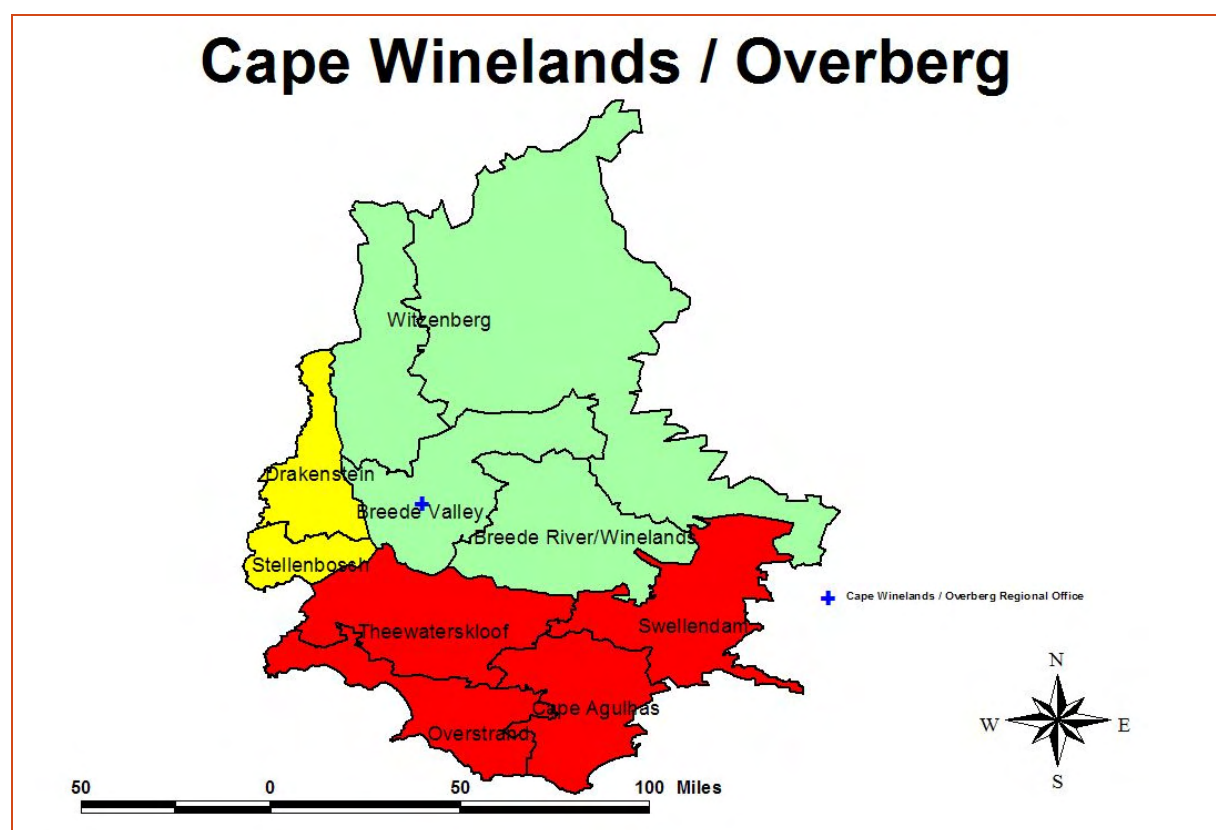 Cape Winelands / Overberg
Witzenberg
Drakenstein
Breede Valley
Breede River/Winelands
Stellenbosch
Cape Winelands / Overberg Regional Office
Theewaterskloof
Swellendam
Cape Agulhas
Overstrand
N
W
E
S
50 0 50 100 Miles